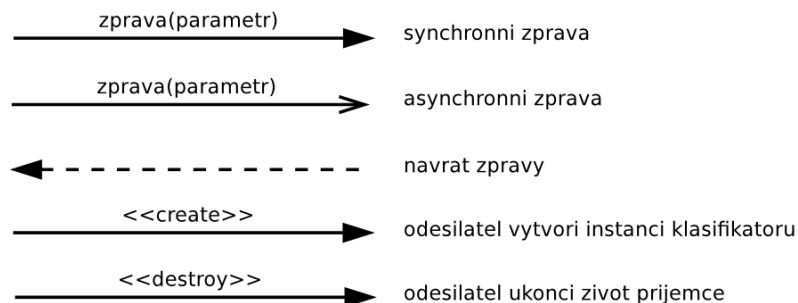 zprava(parametr)
synchronni zprava
zprava(parametr)
asynchronni zprava
navrat zpravy
<<create>>
odesilatel vytvori instanci klasifikatoru
<<destroy>>
odesilatel ukonci zivot prijemce